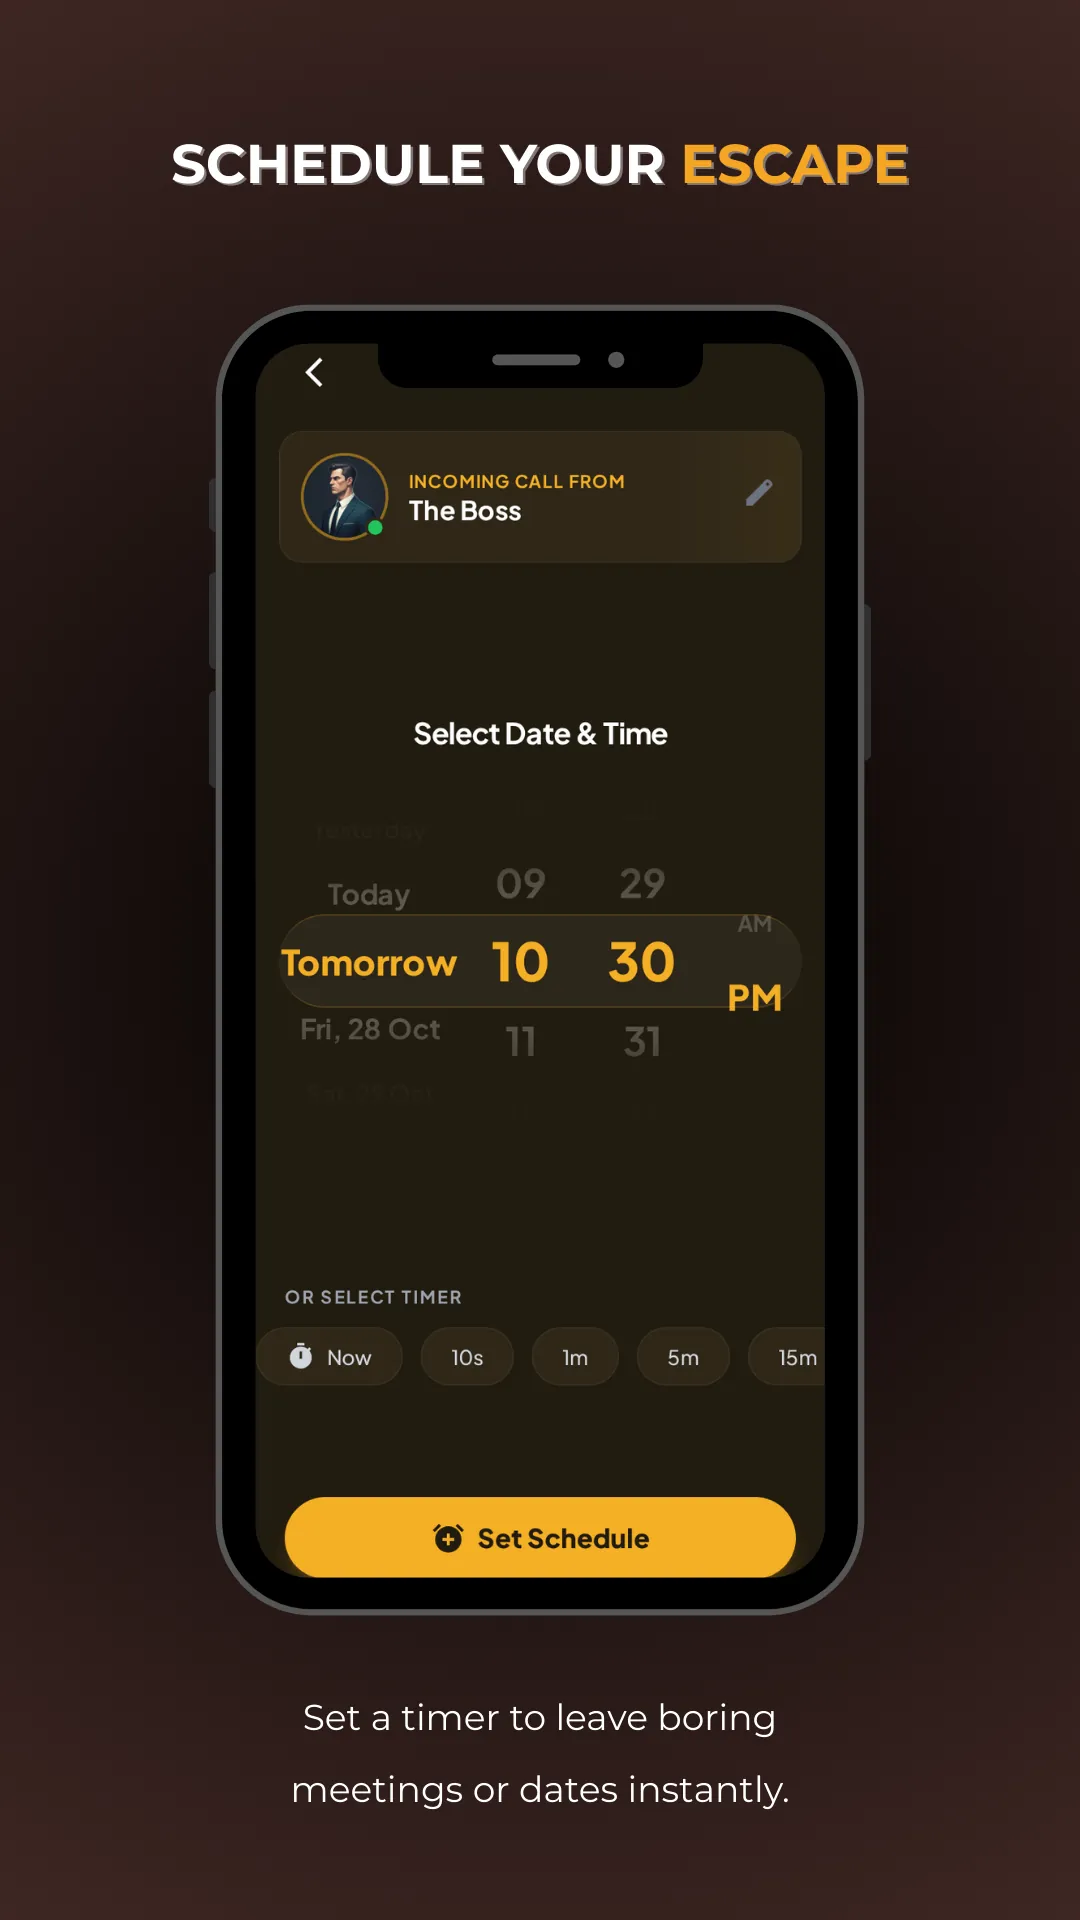 SCHEDULE YOUR ESCAPE
INCOMING CALL FROM
The Boss
Select Date & Time
Yesterday
Today 09 29
AM
Tomorrow 10 30
PM
Fri, 28 Oct 11 31
OR SELECT TIMER
Now 10s 1m 5m 15m
Set Schedule
Set a timer to leave boring
meetings or dates instantly.